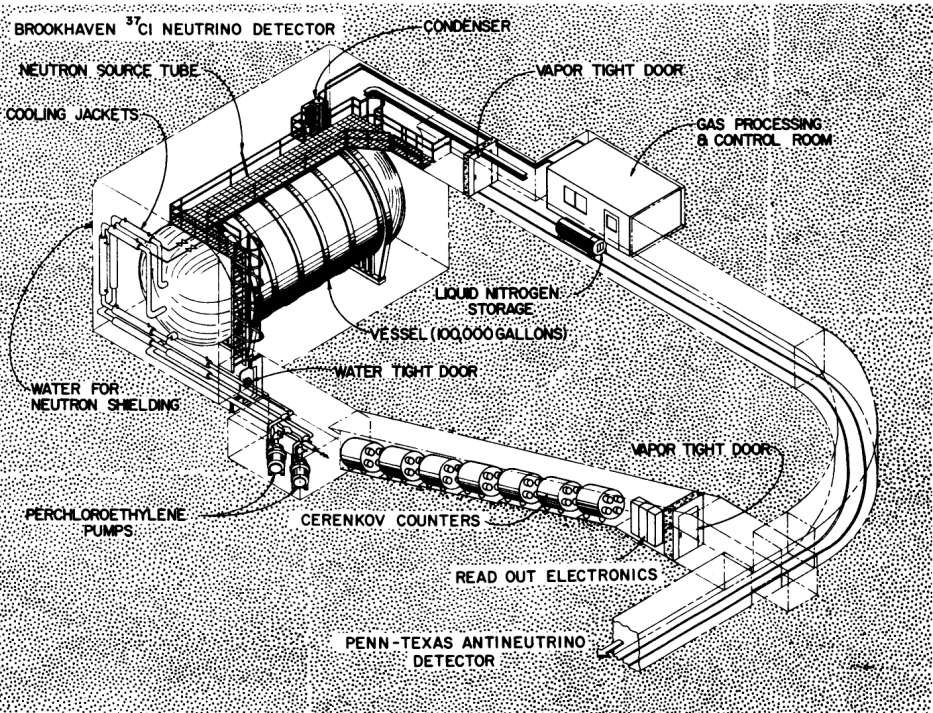 BROOKHAVEN ³⁷Cl NEUTRINO DETECTOR
CONDENSER
NEUTRON SOURCE TUBE
VAPOR TIGHT DOOR
COOLING JACKETS
GAS PROCESSING
& CONTROL ROOM
LIQUID NITROGEN
STORAGE
VESSEL (100,000 GALLONS)
WATER TIGHT DOOR
WATER FOR
NEUTRON SHIELDING
VAPOR TIGHT DOOR
PERCHLOROETHYLENE
PUMPS
CERENKOV COUNTERS
READ OUT ELECTRONICS
PENN-TEXAS ANTINEUTRINO
DETECTOR